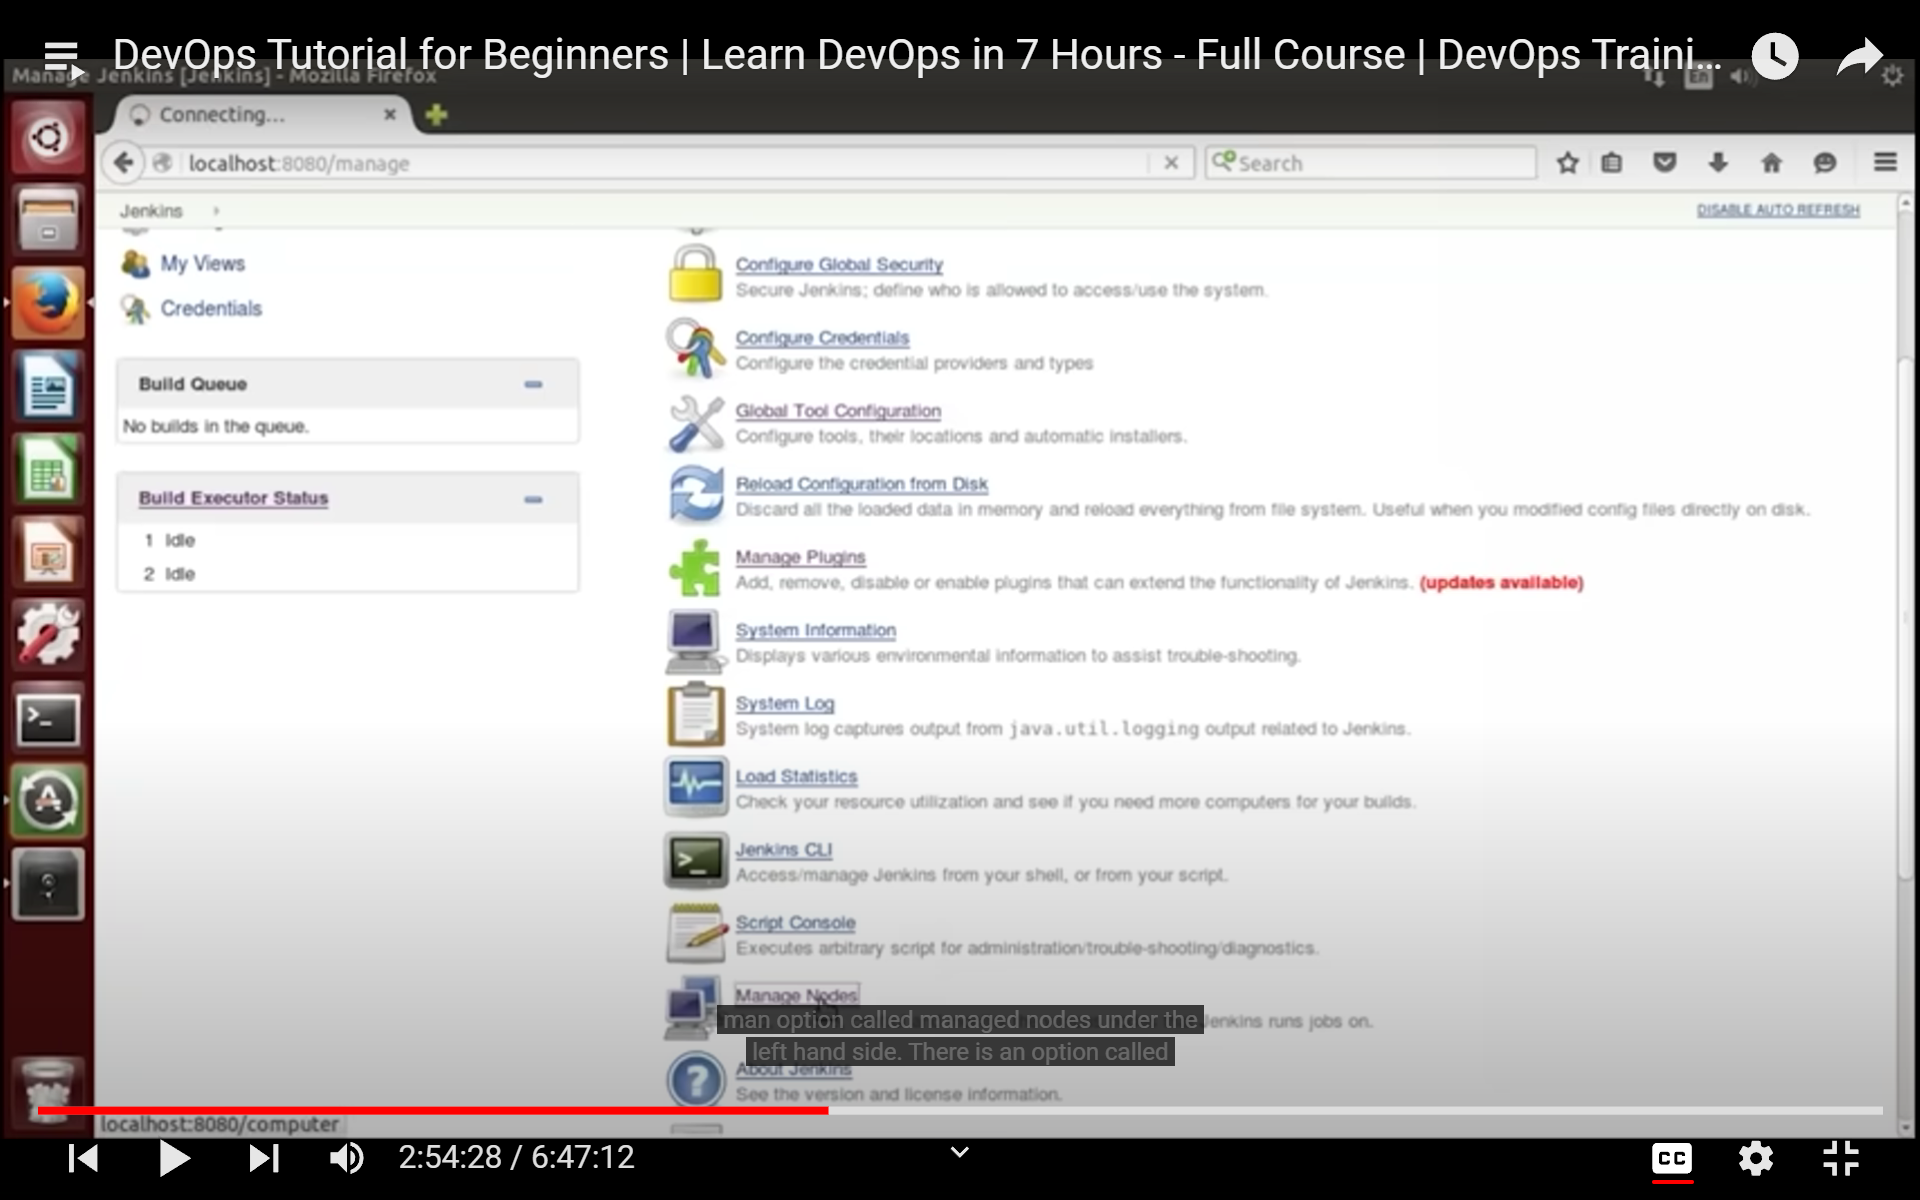 DevOps Tutorial for Beginners | Learn DevOps in 7 Hours - Full Course | DevOps Traini...
Manage Jenkins [Jenkins] - Mozilla Firefox
En
Connecting...
localhost:8080/manage
Search
Jenkins
DISABLE AUTO REFRESH
My Views
Credentials
Build Queue
No builds in the queue.
Build Executor Status
1 Idle
2 Idle
Configure Global Security
Secure Jenkins; define who is allowed to access/use the system.
Configure Credentials
Configure the credential providers and types
Global Tool Configuration
Configure tools, their locations and automatic installers.
Reload Configuration from Disk
Discard all the loaded data in memory and reload everything from file system. Useful when you modified config files directly on disk.
Manage Plugins
Add, remove, disable or enable plugins that can extend the functionality of Jenkins. (updates available)
System Information
Displays various environmental information to assist trouble-shooting.
System Log
System log captures output from java.util.logging output related to Jenkins.
Load Statistics
Check your resource utilization and see if you need more computers for your builds.
Jenkins CLI
Access/manage Jenkins from your shell, or from your script.
Script Console
Executes arbitrary script for administration/trouble-shooting/diagnostics.
Manage Nodes
Jenkins runs jobs on.
man option called managed nodes under the
left hand side. There is an option called
About Jenkins
See the version and license information.
localhost:8080/computer
2:54:28 / 6:47:12
CC